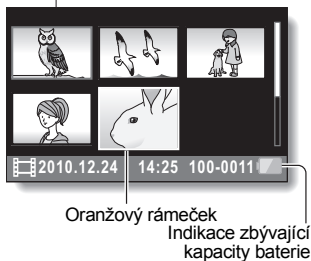 2010.12.24 14:25 100-0011
Oranžový rámeček
Indikace zbývající
kapacity baterie